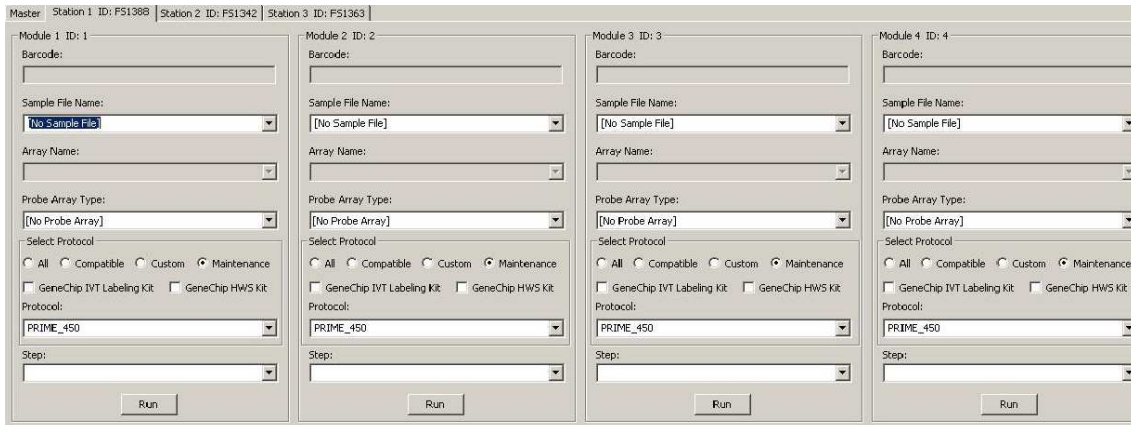 Master Station 1 ID: FS1388 Station 2 ID: FS1342 Station 3 ID: FS1363
Module 1 ID: 1
Barcode:
Sample File Name:
[No Sample File]
Array Name:
Probe Array Type:
[No Probe Array]
Select Protocol
All Compatible Custom Maintenance
GeneChip IVT Labeling Kit GeneChip HWS Kit
Protocol:
PRIME_450
Step:
Run
Module 2 ID: 2
Barcode:
Sample File Name:
[No Sample File]
Array Name:
Probe Array Type:
[No Probe Array]
Select Protocol
All Compatible Custom Maintenance
GeneChip IVT Labeling Kit GeneChip HWS Kit
Protocol:
PRIME_450
Step:
Run
Module 3 ID: 3
Barcode:
Sample File Name:
[No Sample File]
Array Name:
Probe Array Type:
[No Probe Array]
Select Protocol
All Compatible Custom Maintenance
GeneChip IVT Labeling Kit GeneChip HWS Kit
Protocol:
PRIME_450
Step:
Run
Module 4 ID: 4
Barcode:
Sample File Name:
[No Sample File]
Array Name:
Probe Array Type:
[No Probe Array]
Select Protocol
All Compatible Custom Maintenance
GeneChip IVT Labeling Kit GeneChip HWS Kit
Protocol:
PRIME_450
Step:
Run